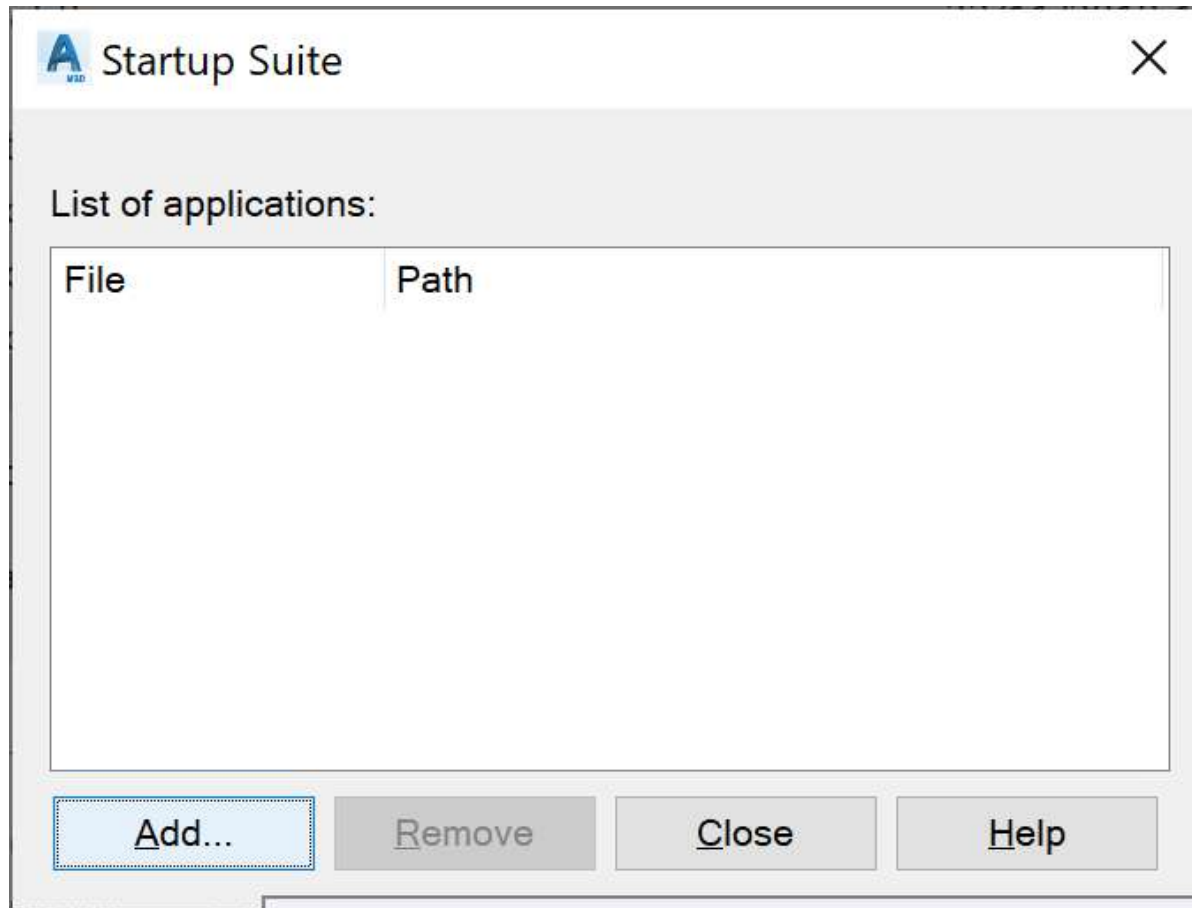 Startup Suite
List of applications:
File Path
Add... Remove Close Help